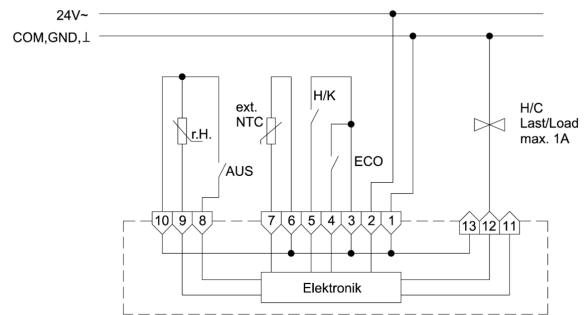 24V~
COM,GND,⊥
H/K
ext.
NTC
r.H.
AUS
ECO
H/C
Last/Load
max. 1A
10 9 8 7 6 5 4 3 2 1 13 12 11
Elektronik